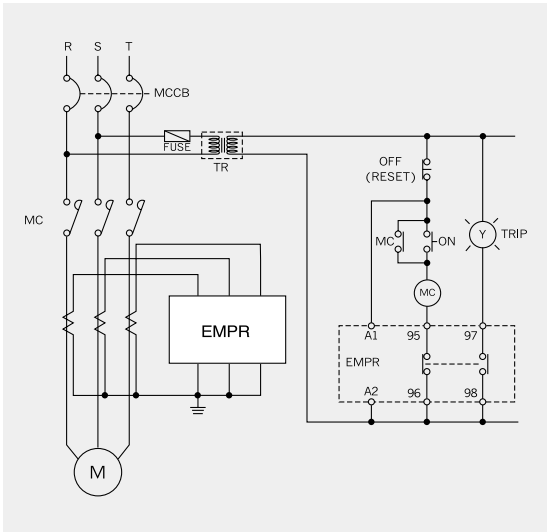 R S T
MCCB
FUSE
TR
OFF
(RESET)
MC
MC ON
Y TRIP
MC
EMPR
A1 95 97
EMPR
A2 96 98
M